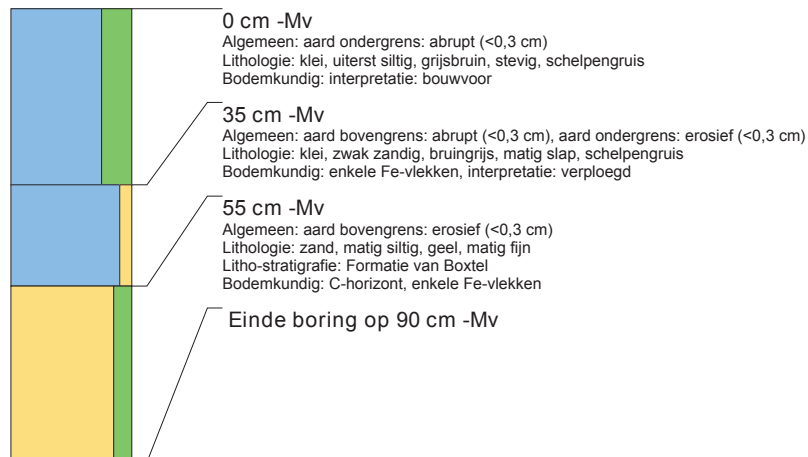 0 cm -Mv
Algemeen: aard ondergrens: abrupt (<0,3 cm)
Lithologie: klei, uiterst siltig, grijsbruin, stevig, schelpengruis
Bodemkundig: interpretatie: bouwvoor
35 cm -Mv
Algemeen: aard bovengrens: abrupt (<0,3 cm), aard ondergrens: erosief (<0,3 cm)
Lithologie: klei, zwak zandig, bruingrijs, matig slap, schelpengruis
Bodemkundig: enkele Fe-vlekken, interpretatie: verploegd
55 cm -Mv
Algemeen: aard bovengrens: erosief (<0,3 cm)
Lithologie: zand, matig siltig, geel, matig fijn
Litho-stratigrafie: Formatie van Boxtel
Bodemkundig: C-horizont, enkele Fe-vlekken
Einde boring op 90 cm -Mv